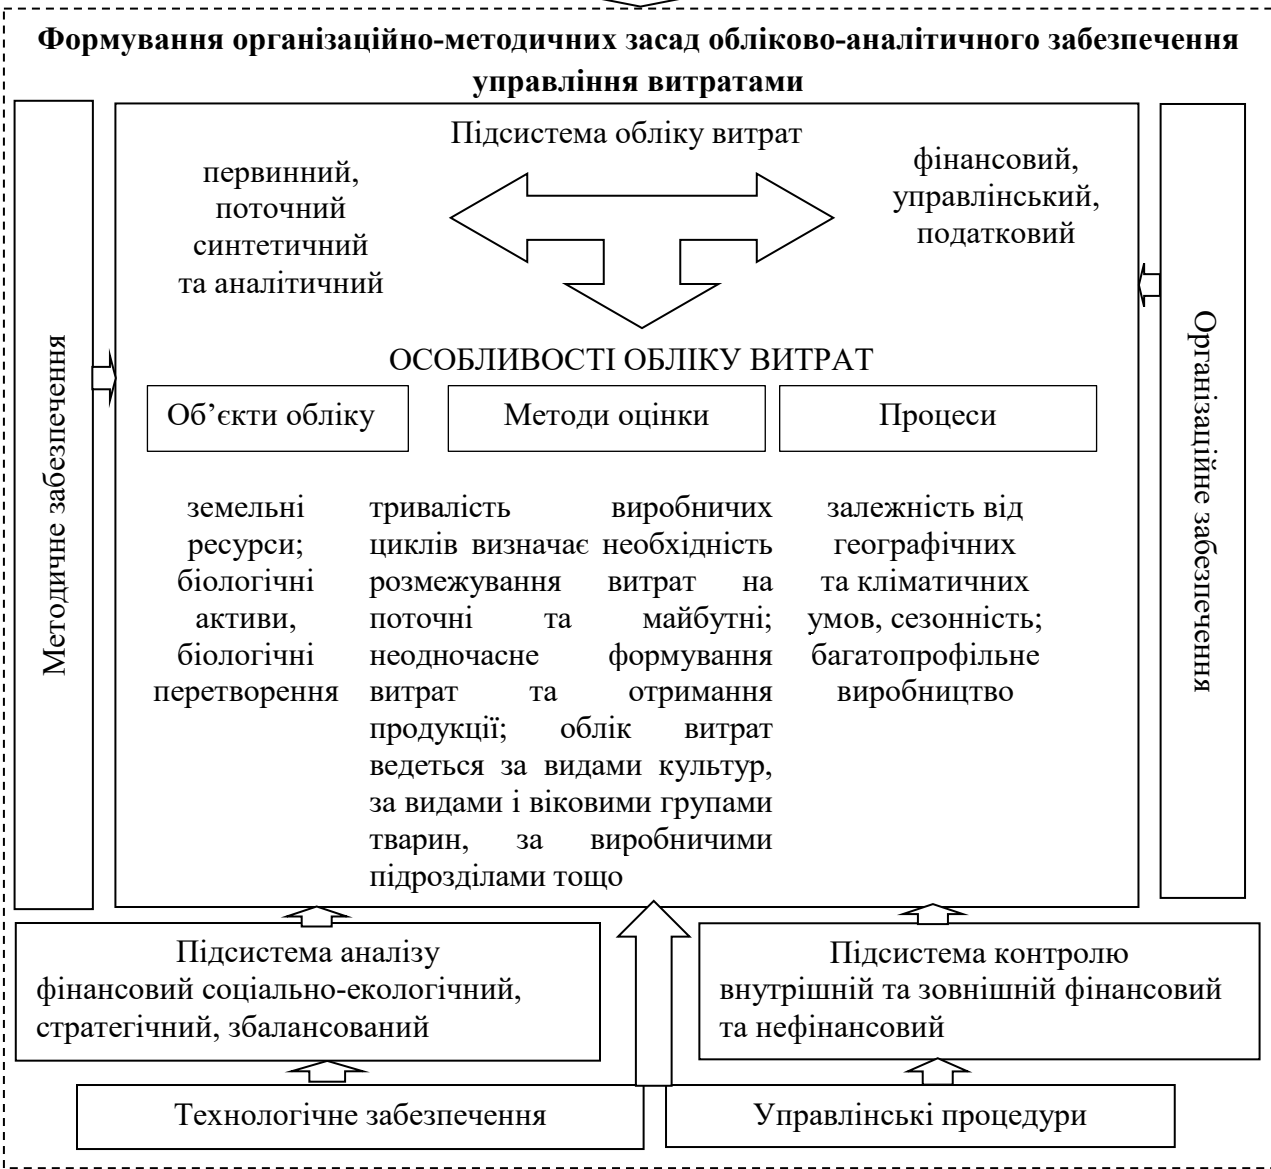 Формування організаційно-методичних засад обліково-аналітичного забезпечення
управління витратами
Методичне забезпечення
Підсистема обліку витрат
первинний,
поточний
синтетичний
та аналітичний
фінансовий,
управлінський,
податковий
ОСОБЛИВОСТІ ОБЛІКУ ВИТРАТ
Об’єкти обліку
Методи оцінки
Процеси
земельні
ресурси;
біологічні
активи,
біологічні
перетворення
тривалість виробничих
циклів визначає необхідність
розмежування витрат на
поточні та майбутні;
неодночасне формування
витрат та отримання
продукції; облік витрат
ведеться за видами культур,
за видами і віковими групами
тварин, за виробничими
підрозділами тощо
залежність від
географічних
та кліматичних
умов, сезонність;
багатопрофільне
виробництво
Організаційне забезпечення
Підсистема аналізу
фінансовий соціально-екологічний,
стратегічний, збалансований
Підсистема контролю
внутрішній та зовнішній фінансовий
та нефінансовий
Технологічне забезпечення
Управлінські процедури